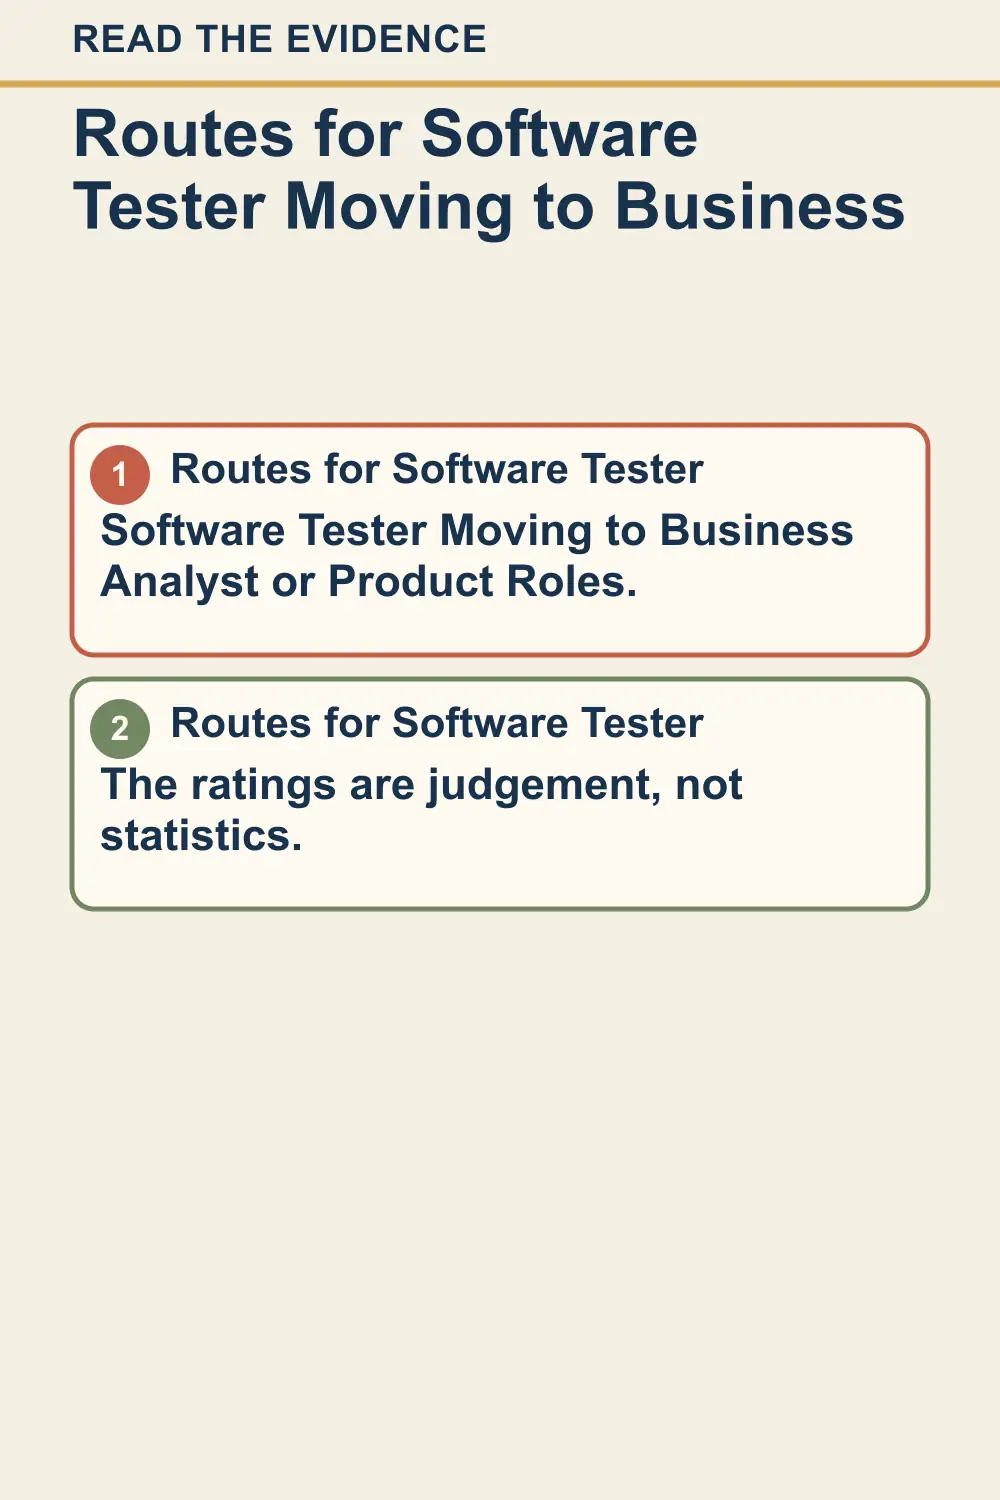 READ THE EVIDENCE
Routes for Software
Tester Moving to Business
1 Routes for Software Tester
Software Tester Moving to Business
Analyst or Product Roles.
2 Routes for Software Tester
The ratings are judgement, not
statistics.